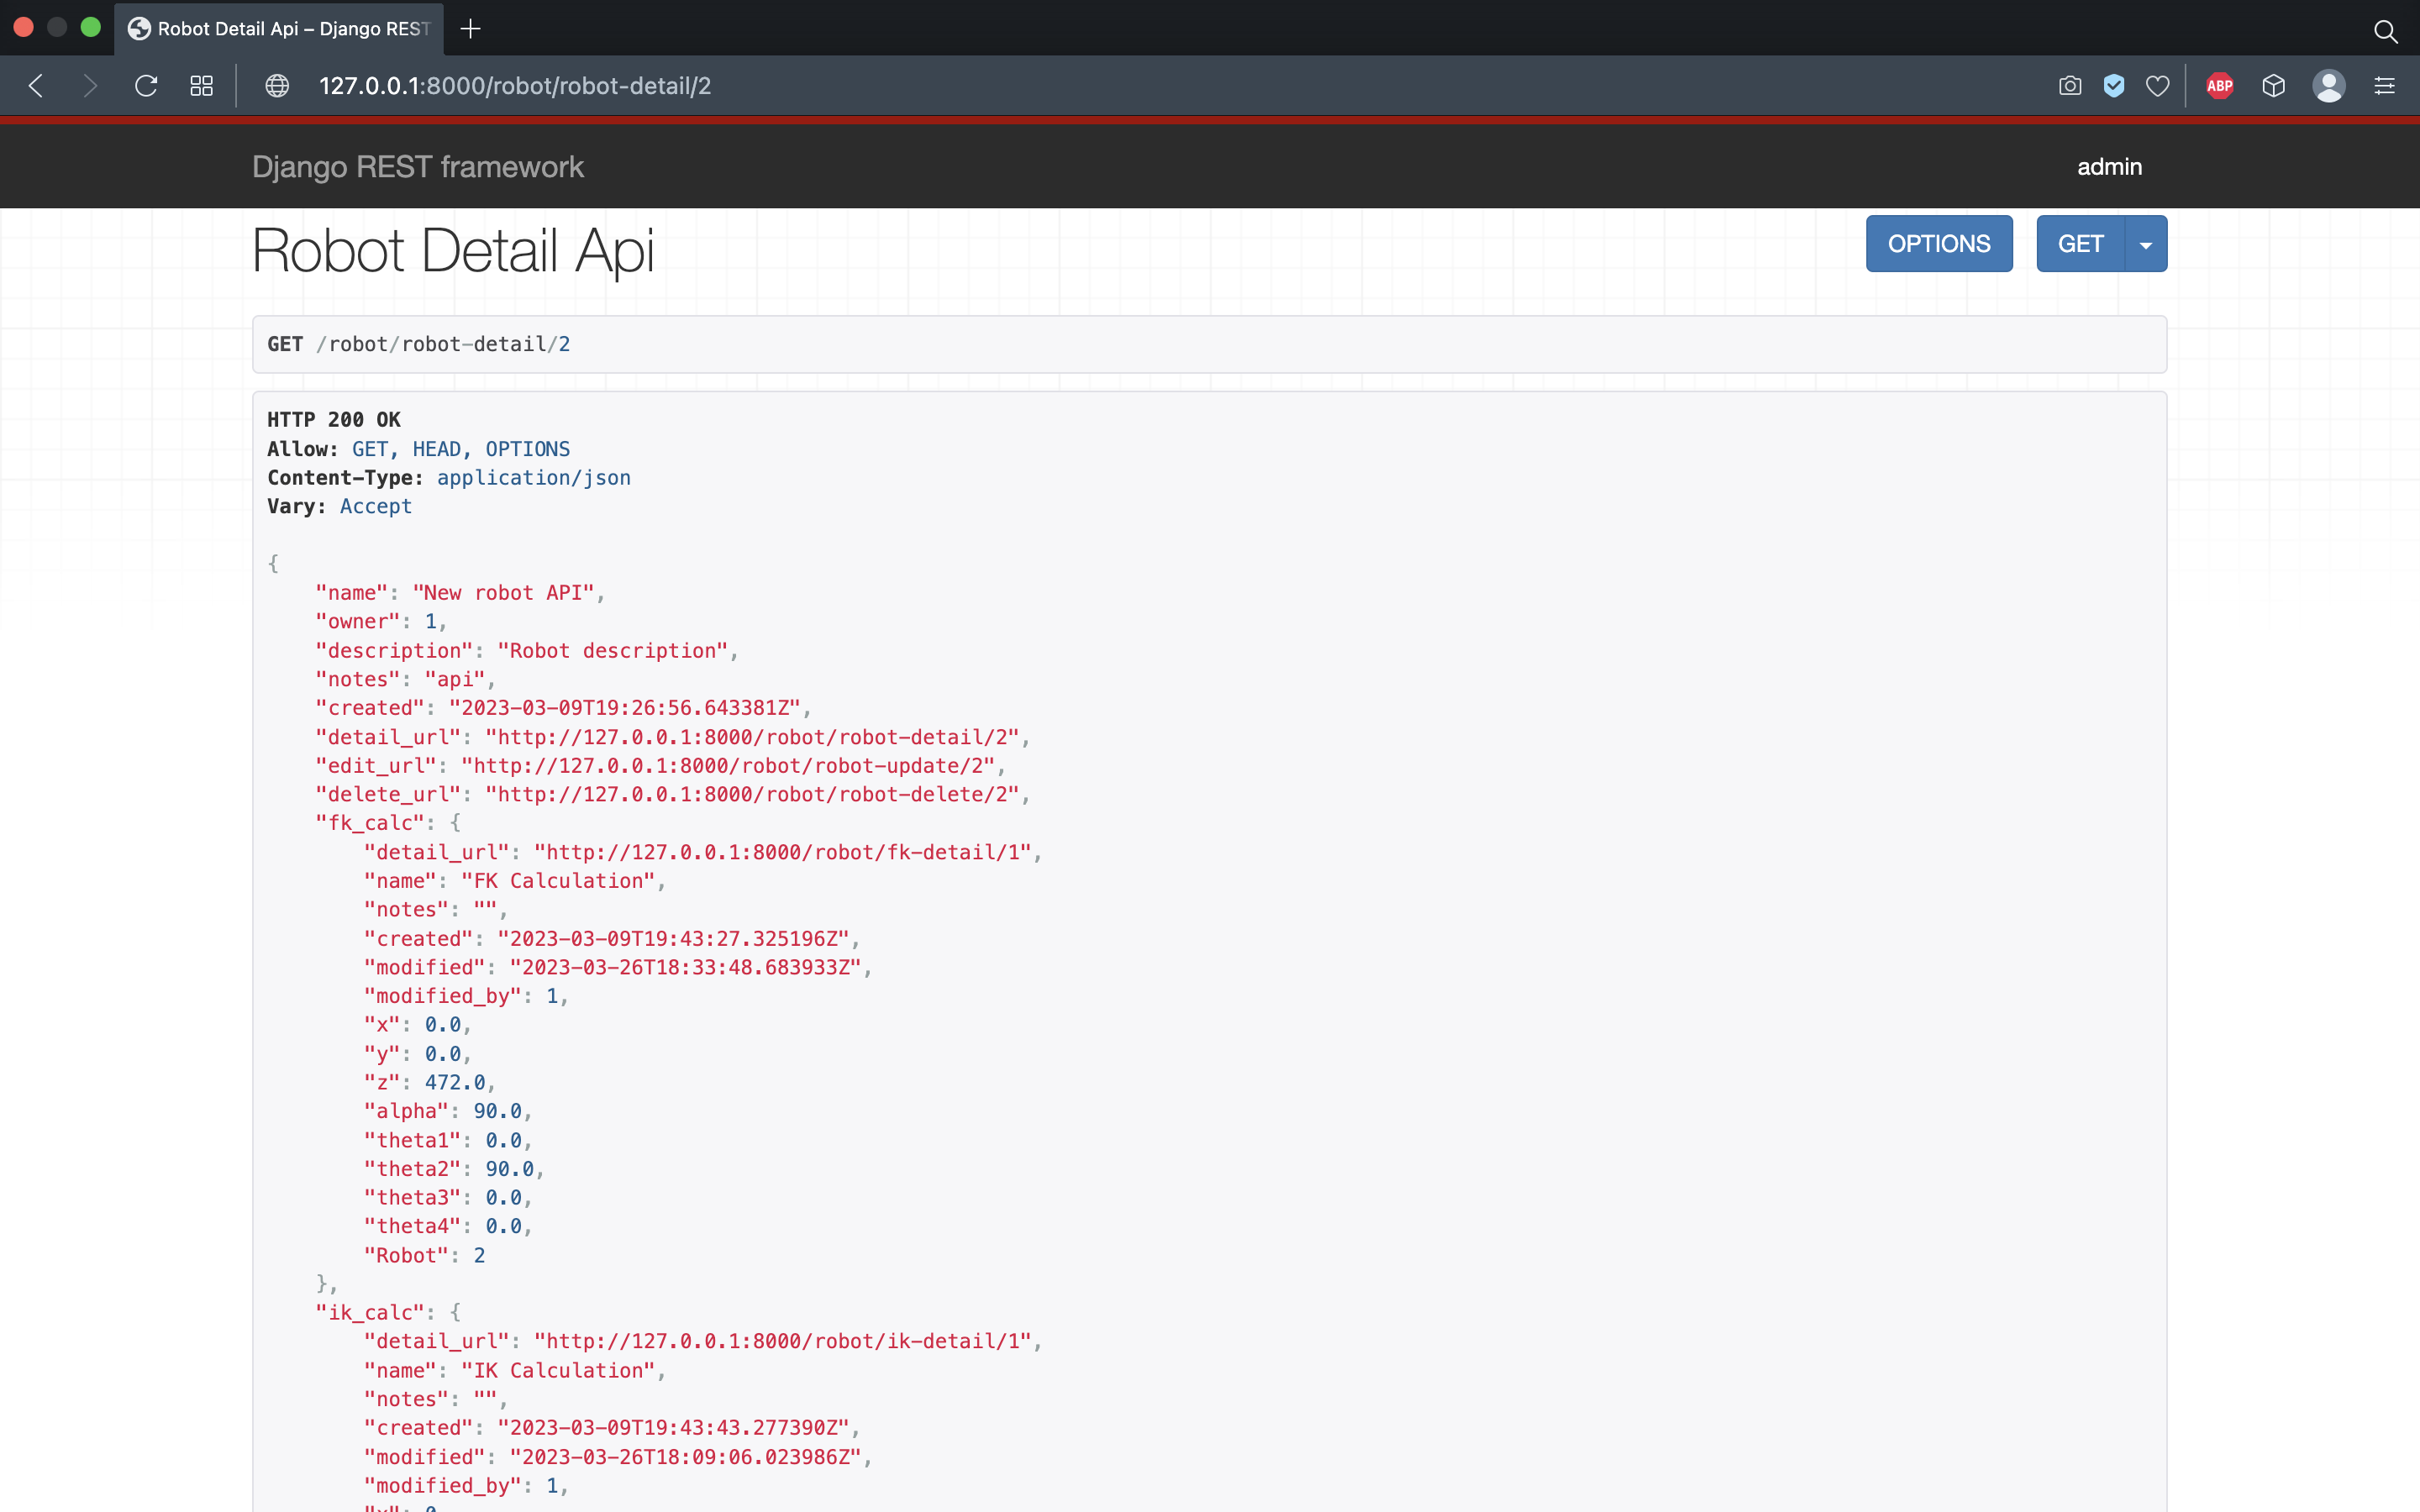 Robot Detail Api – Django REST
127.0.0.1:8000/robot/robot-detail/2
ABP
Django REST framework
admin
Robot Detail Api
OPTIONS
GET
GET /robot/robot-detail/2
HTTP 200 OK
Allow: GET, HEAD, OPTIONS
Content-Type: application/json
Vary: Accept
{
"name": "New robot API",
"owner": 1,
"description": "Robot description",
"notes": "api",
"created": "2023-03-09T19:26:56.643381Z",
"detail_url": "http://127.0.0.1:8000/robot/robot-detail/2",
"edit_url": "http://127.0.0.1:8000/robot/robot-update/2",
"delete_url": "http://127.0.0.1:8000/robot/robot-delete/2",
"fk_calc": {
"detail_url": "http://127.0.0.1:8000/robot/fk-detail/1",
"name": "FK Calculation",
"notes": "",
"created": "2023-03-09T19:43:27.325196Z",
"modified": "2023-03-26T18:33:48.683933Z",
"modified_by": 1,
"x": 0.0,
"y": 0.0,
"z": 472.0,
"alpha": 90.0,
"theta1": 0.0,
"theta2": 90.0,
"theta3": 0.0,
"theta4": 0.0,
"Robot": 2
},
"ik_calc": {
"detail_url": "http://127.0.0.1:8000/robot/ik-detail/1",
"name": "IK Calculation",
"notes": "",
"created": "2023-03-09T19:43:43.277390Z",
"modified": "2023-03-26T18:09:06.023986Z",
"modified_by": 1,